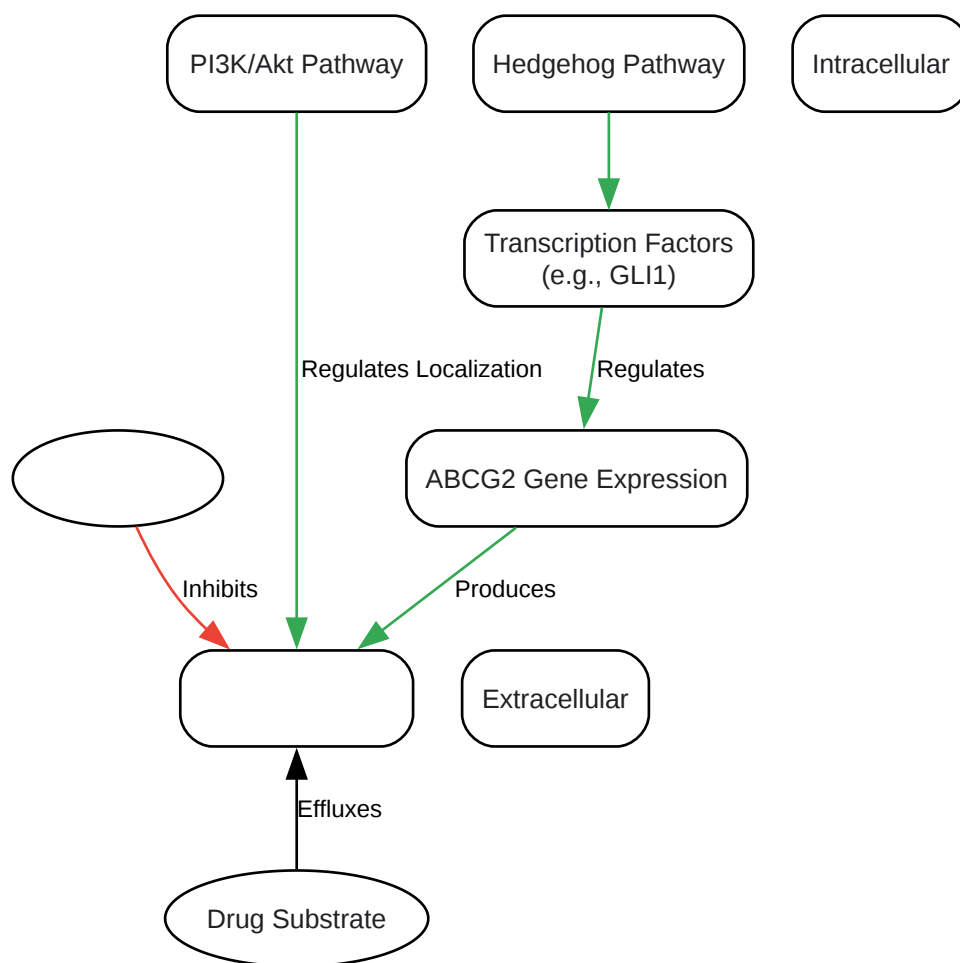 PI3K/Akt Pathway
Hedgehog Pathway
Intracellular
Transcription Factors
(e.g., GLI1)
Regulates Localization
Regulates
ABCG2 Gene Expression
Inhibits
Produces
Extracellular
Effluxes
Drug Substrate